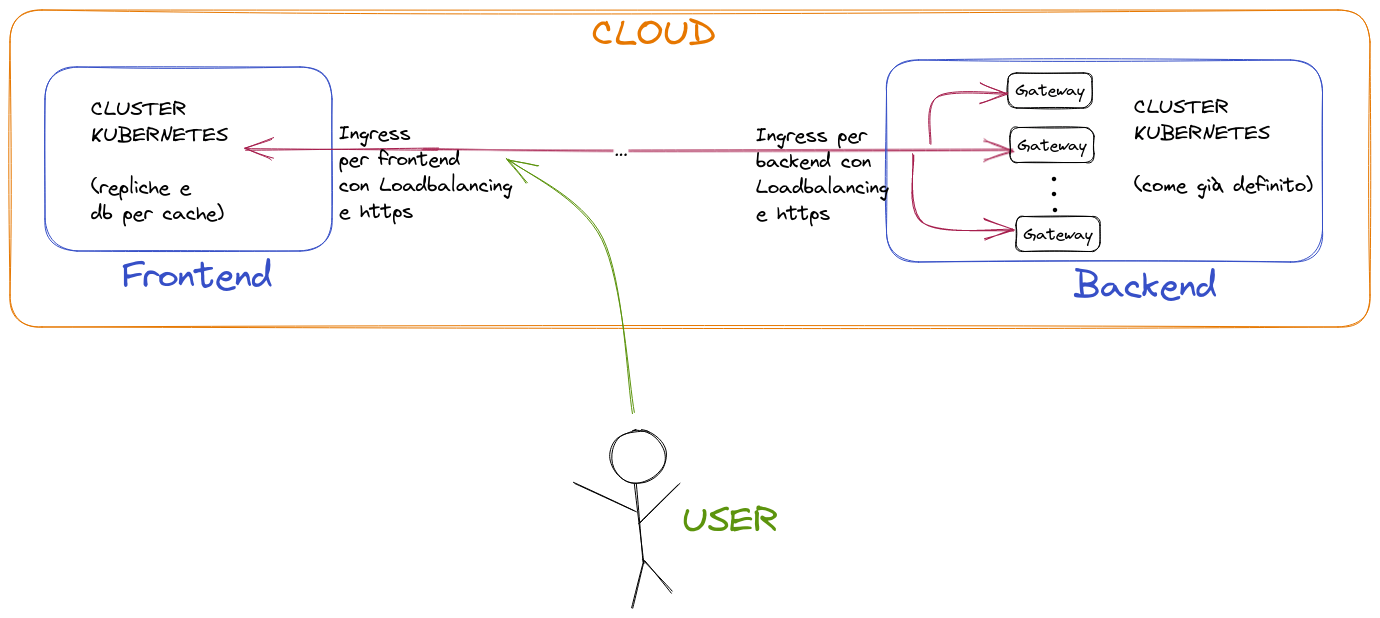 CLOUD
CLUSTER
KUBERNETES
(repliche e
db per cache)
Frontend
Ingress
per frontend
con Loadbalancing
e https
...
Ingress per
backend con
Loadbalancing
e https
Gateway
Gateway
Gateway
CLUSTER
KUBERNETES
(come già definito)
Backend
USER